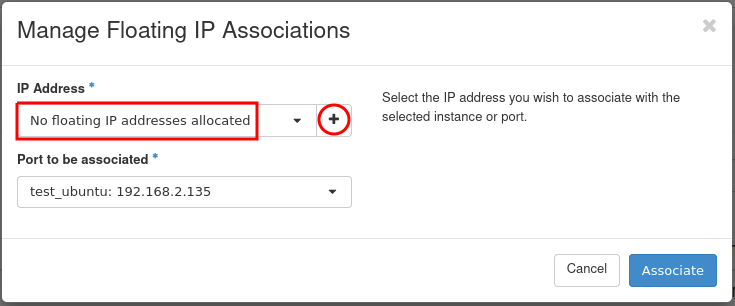 Manage Floating IP Associations
×
IP Address *
No floating IP addresses allocated
+
Select the IP address you wish to associate with the
selected instance or port.
Port to be associated *
test_ubuntu: 192.168.2.135
Cancel
Associate